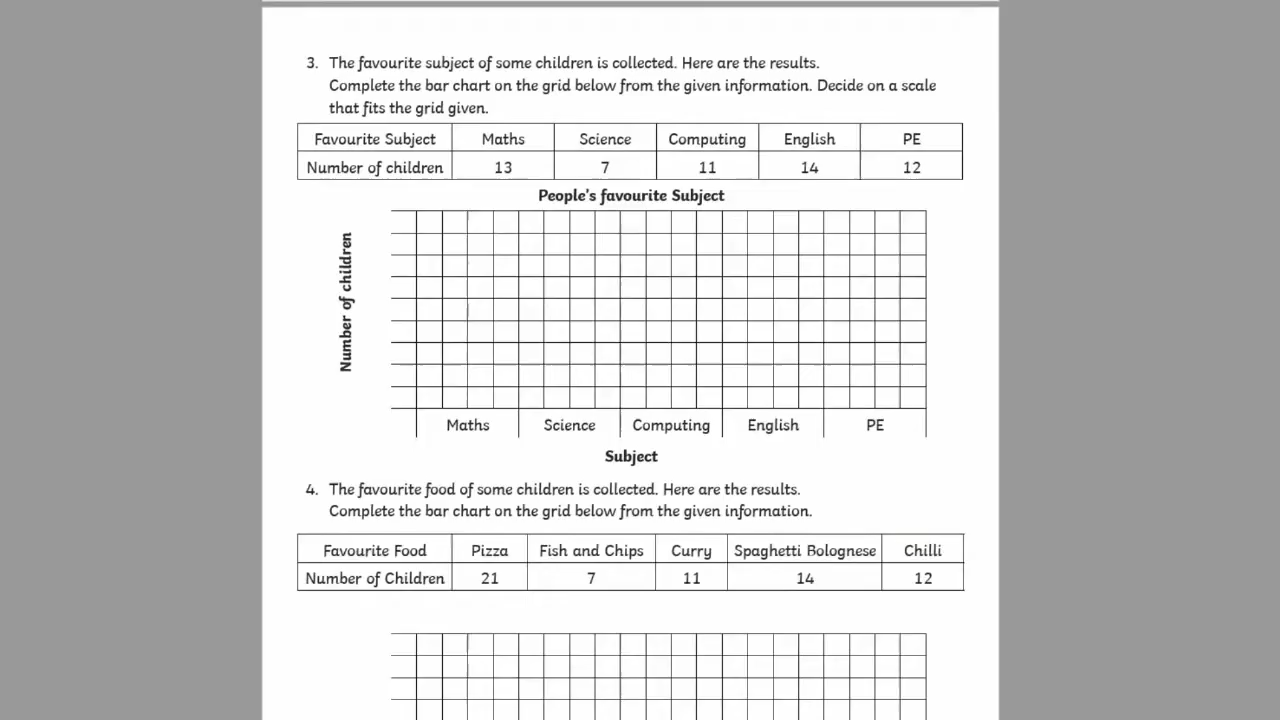 3. The favourite subject of some children is collected. Here are the results.
Complete the bar chart on the grid below from the given information. Decide on a scale
that fits the grid given.
Favourite Subject Maths Science Computing English PE
Number of children 13 7 11 14 12
People's favourite Subject
Number of children
Maths Science Computing English PE
Subject
4. The favourite food of some children is collected. Here are the results.
Complete the bar chart on the grid below from the given information.
Favourite Food Pizza Fish and Chips Curry Spaghetti Bolognese Chilli
Number of Children 21 7 11 14 12